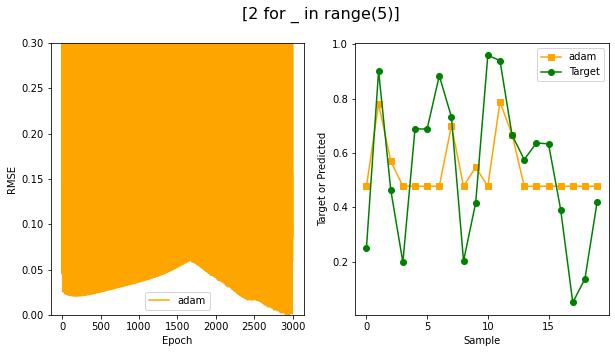 [2 for _ in range(5)]
RMSE
0.30
0.25
0.20
0.15
0.10
0.05
0.00
0 500 1000 1500 2000 2500 3000
Epoch
adam
Target or Predicted
1.0
0.8
0.6
0.4
0.2
0 5 10 15
Sample
adam
Target